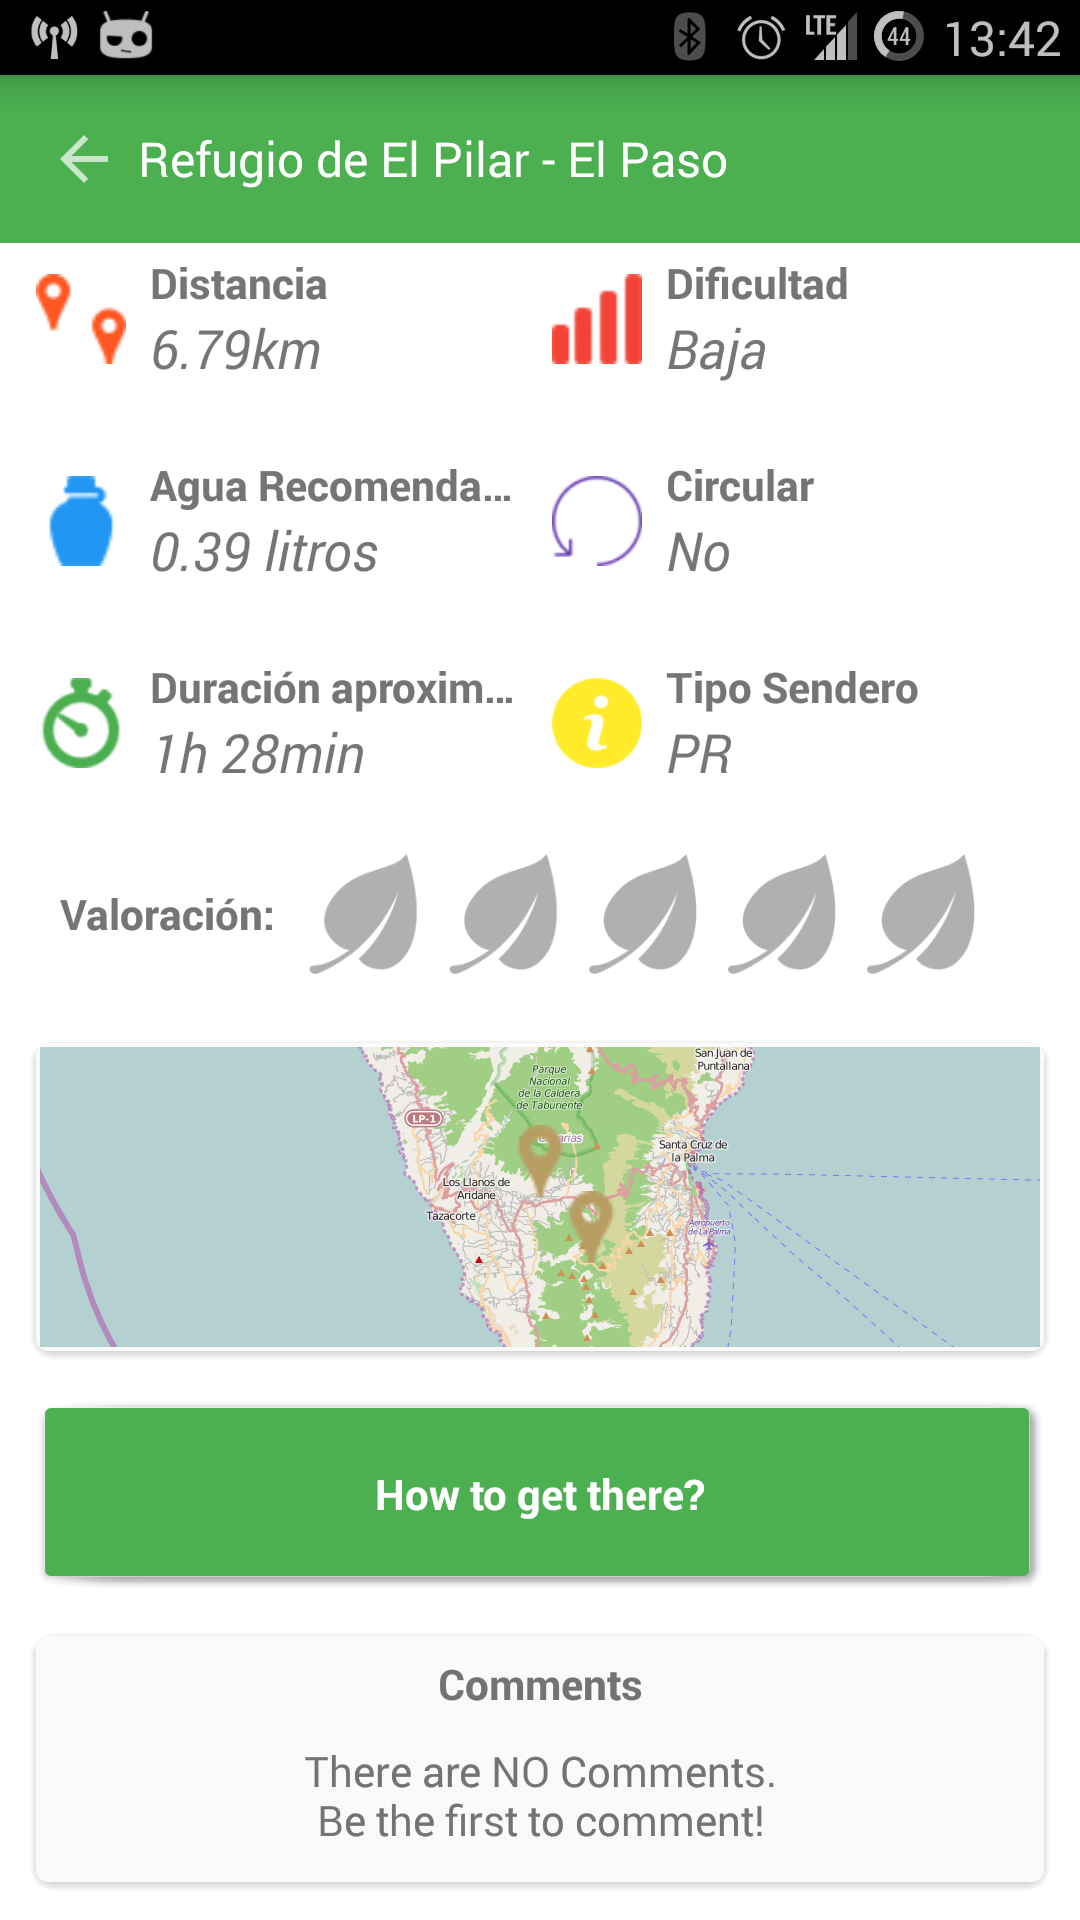 LTE 44 13:42
Refugio de El Pilar - El Paso
Distancia
6.79km
Dificultad
Baja
Agua Recomenda...
0.39 litros
Circular
No
Duración aproxim...
1h 28min
Tipo Sendero
PR
Valoración:
San Juan de
Puntallana
Parque
Nacional
de la Caldera
de Taburiente
LP-1
Santa Cruz de
la Palma
Los Llanos de
Aridane
Tazacorte
Aeropuerto
de La Palma
How to get there?
Comments
There are NO Comments.
Be the first to comment!